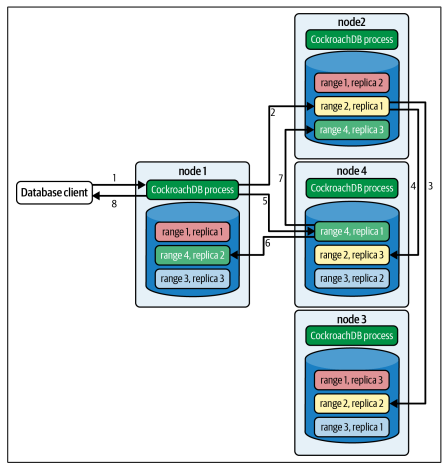 node2
CockroachDB process
range 1, replica 2
range 2, replica 1
range 4, replica 3
2
node 1
CockroachDB process
range 1, replica 1
range 4, replica 2
range 3, replica 3
Database client
1
8
5
6
7
4
3
node 4
CockroachDB process
range 4, replica 1
range 2, replica 3
range 3, replica 2
node 3
CockroachDB process
range 1, replica 3
range 2, replica 2
range 3, replica 1